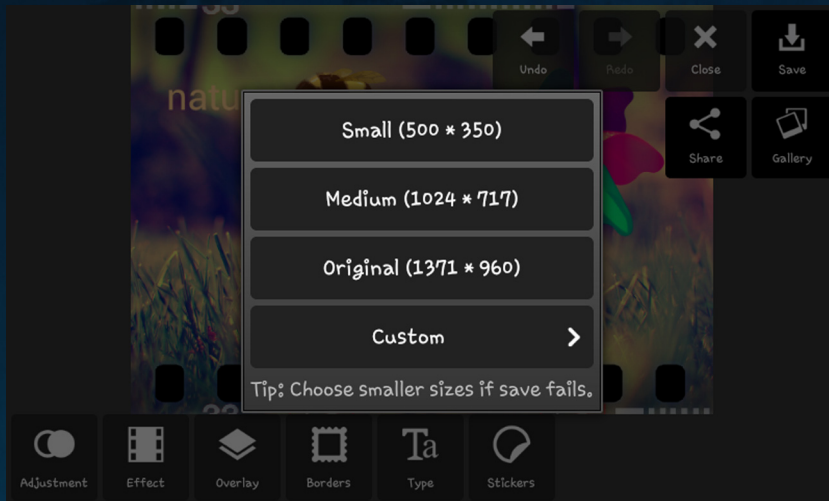 Undo
Redo
Close
Save
natu
Share
Gallery
Small (500 * 350)
Medium (1024 * 717)
Original (1371 * 960)
Custom
Tip: Choose smaller sizes if save fails.
Adjustment
Effect
Overlay
Borders
Type
Ta
Stickers